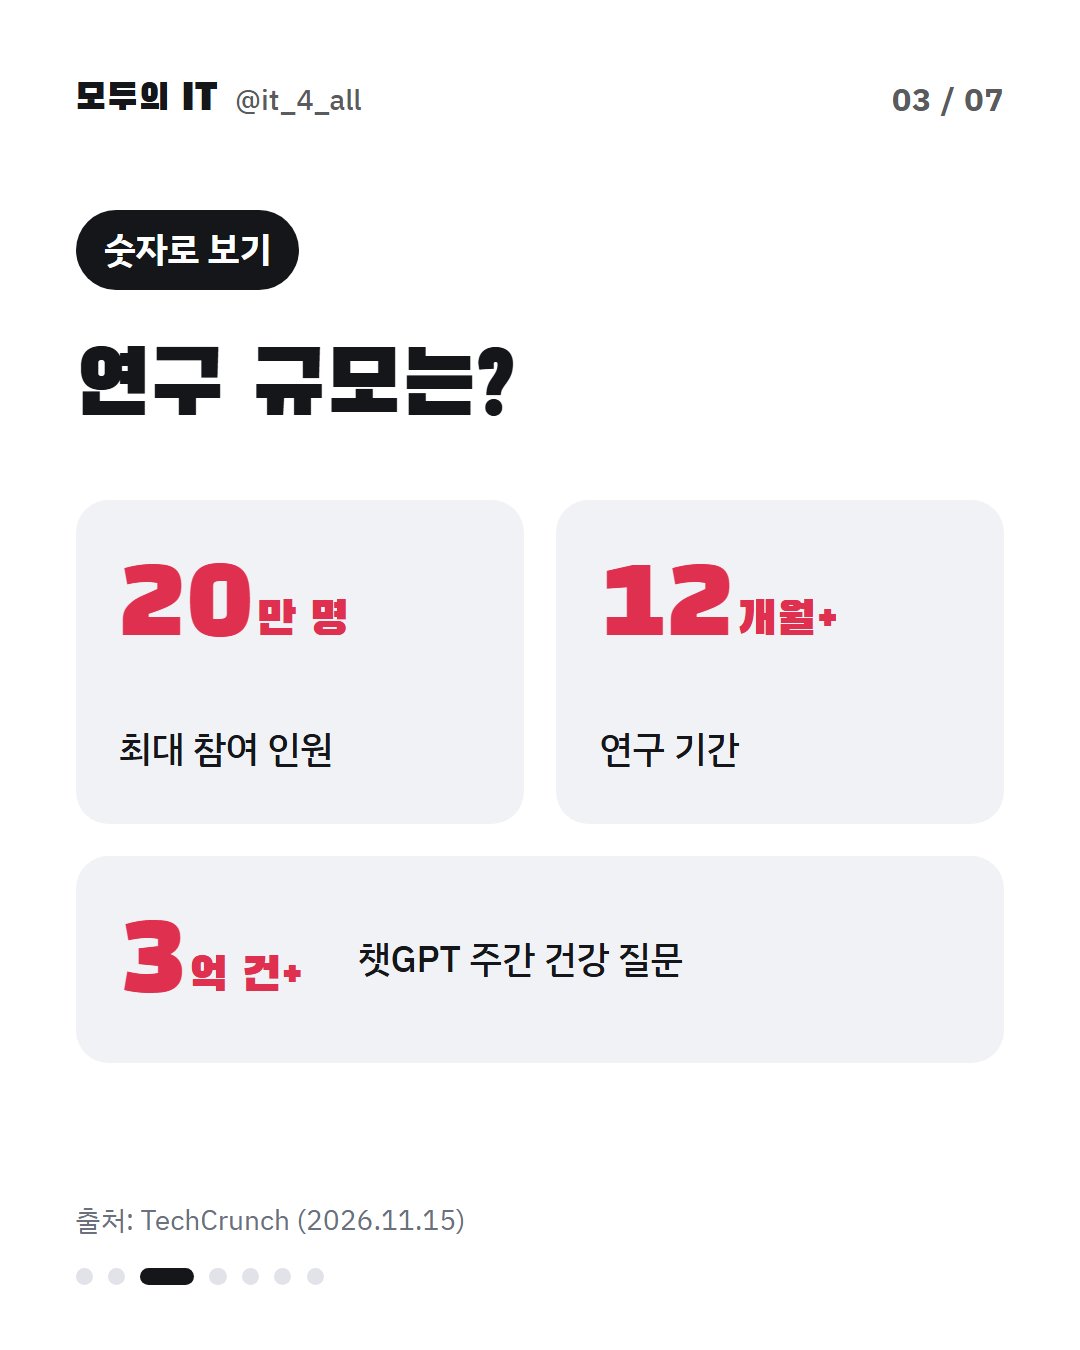 모두의 IT @it_4_all
03 / 07
숫자로 보기
연구 규모는?
20만 명
최대 참여 인원
12개월+
연구 기간
3억 건+ 챗GPT 주간 건강 질문
출처: TechCrunch (2026.11.15)